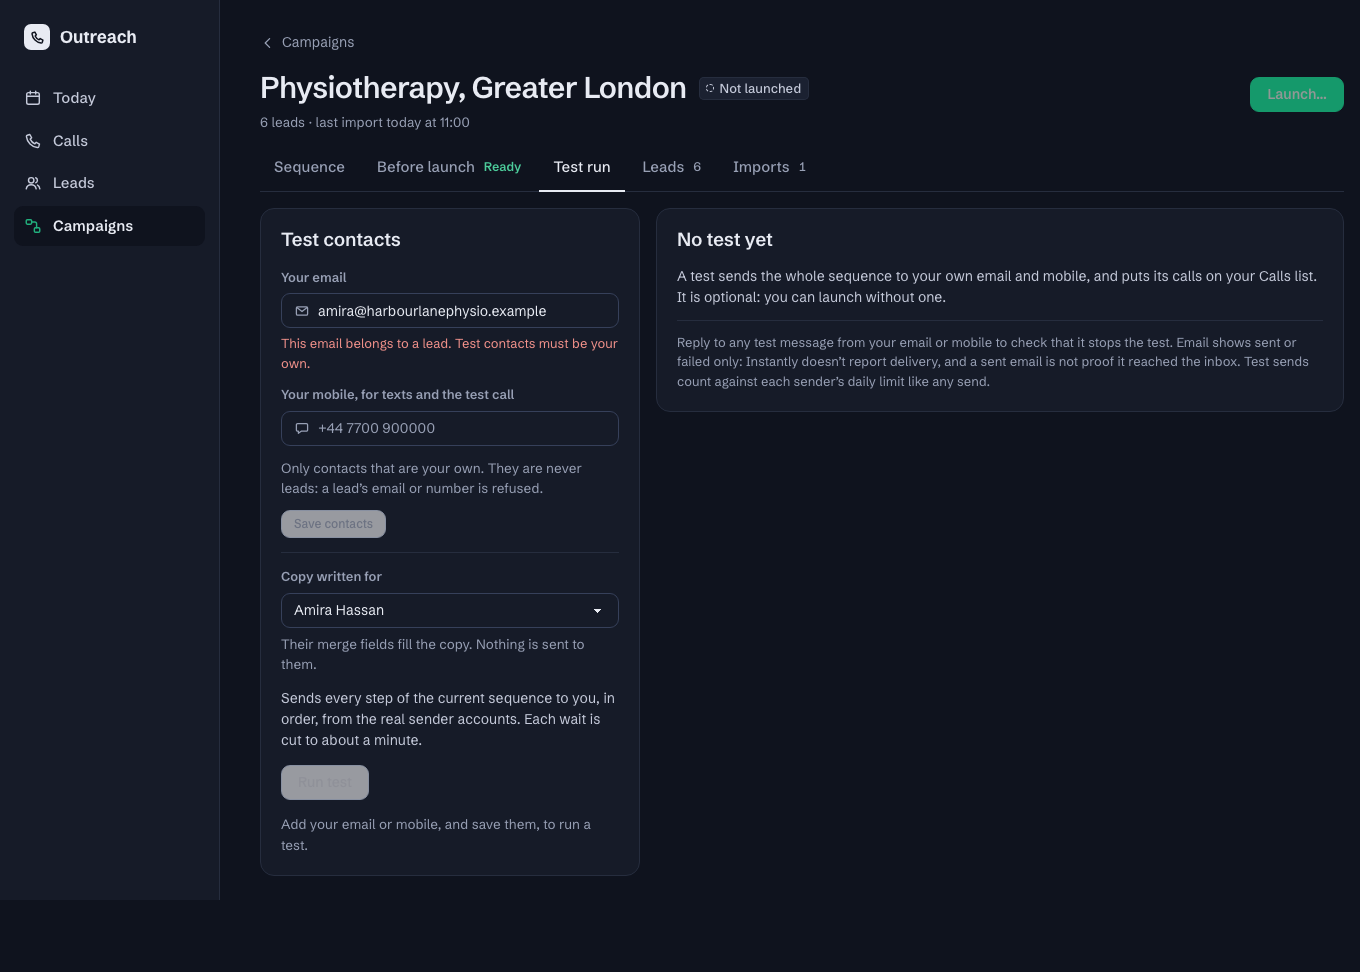 Outreach
Today
Calls
Leads
Campaigns
Campaigns
Physiotherapy, Greater London
Not launched
Launch...
6 leads · last import today at 11:00
Sequence
Before launch Ready
Test run
Leads 6
Imports 1
Test contacts
Your email
amira@harbourlanephysio.example
This email belongs to a lead. Test contacts must be your
own.
Your mobile, for texts and the test call
+44 7700 900000
Only contacts that are your own. They are never
leads: a lead’s email or number is refused.
Save contacts
Copy written for
Amira Hassan
Their merge fields fill the copy. Nothing is sent to
them.
Sends every step of the current sequence to you, in
order, from the real sender accounts. Each wait is
cut to about a minute.
Run test
Add your email or mobile, and save them, to run a
test.
No test yet
A test sends the whole sequence to your own email and mobile, and puts its calls on your Calls list.
It is optional: you can launch without one.
Reply to any test message from your email or mobile to check that it stops the test. Email shows sent or
failed only: Instantly doesn’t report delivery, and a sent email is not proof it reached the inbox. Test sends
count against each sender’s daily limit like any send.